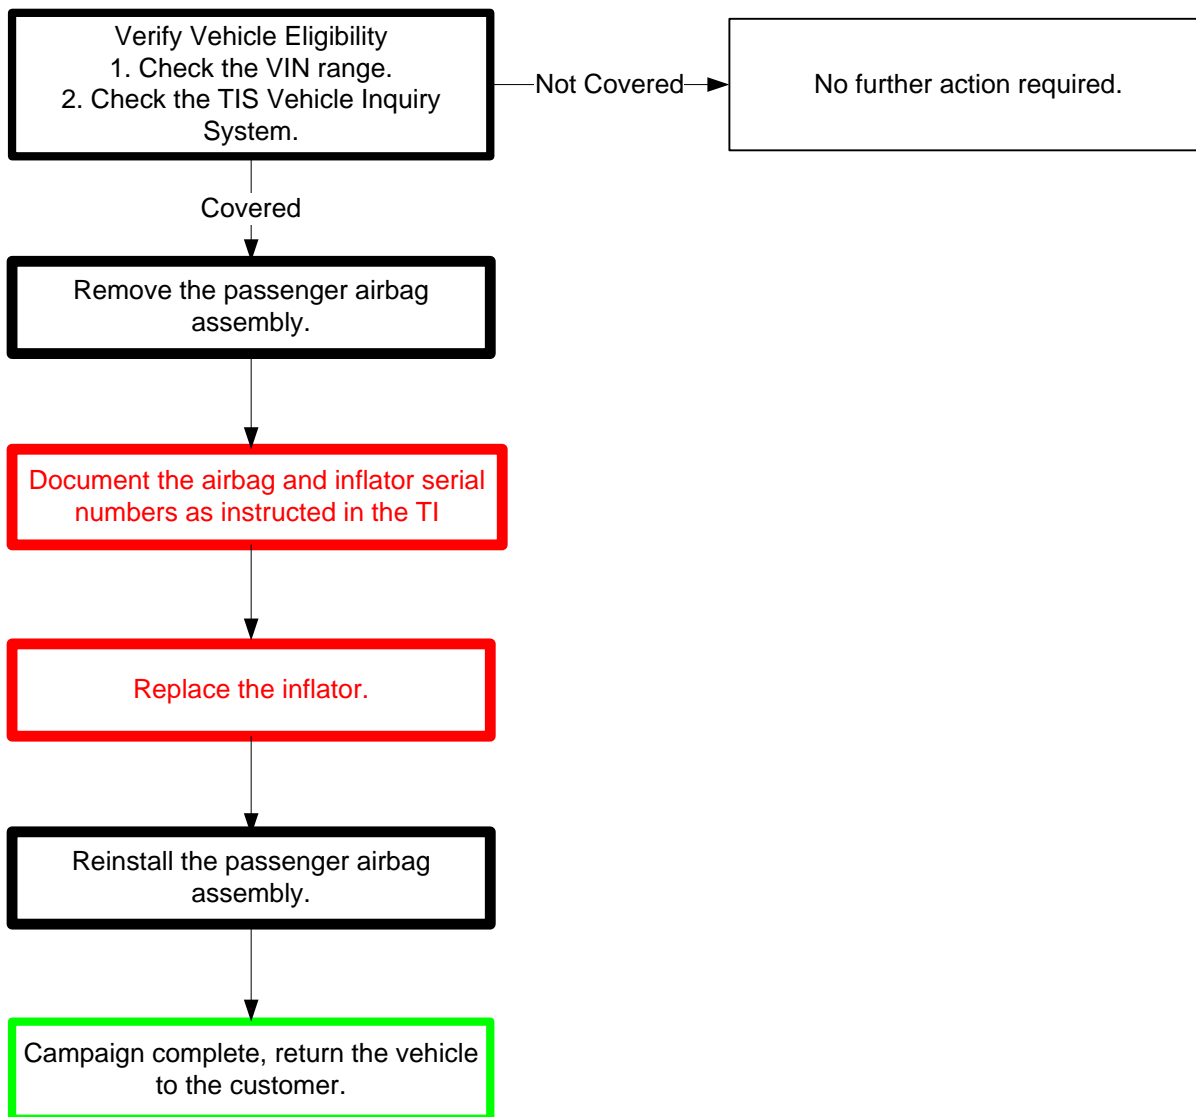 Verify Vehicle Eligibility
1. Check the VIN range.
2. Check the TIS Vehicle Inquiry
System.
Not Covered
No further action required.
Covered
Remove the passenger airbag
assembly.
Document the airbag and inflator serial
numbers as instructed in the TI
Replace the inflator.
Reinstall the passenger airbag
assembly.
Campaign complete, return the vehicle
to the customer.